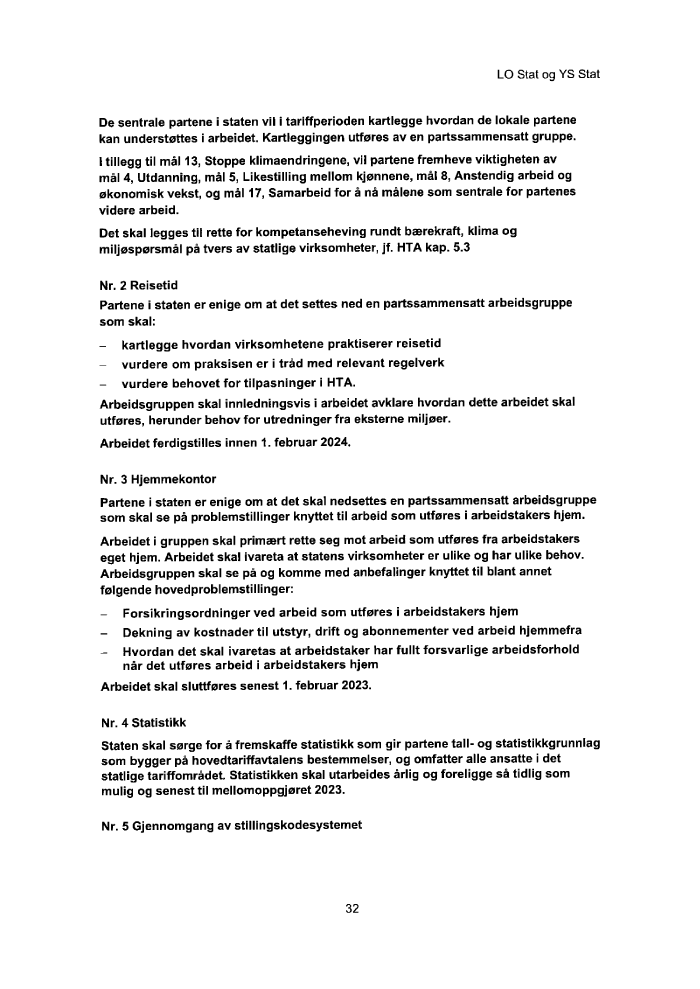 LO Stat og YS Stat
De sentrale partene i staten vil i tariffperioden kartlegge hvordan de lokale partene
kan understøttes i arbeidet. Kartleggingen utføres av en partssammensatt gruppe.
I tillegg til mål 13, Stoppe klimaendringene, vil partene fremheve viktigheten av
mål 4, Utdanning, mål 5, Likestilling mellom kjønnene, mål 8, Anstendig arbeid og
økonomisk vekst, og mål 17, Samarbeid for å nå målene som sentrale for partenes
videre arbeid.
Det skal legges til rette for kompetanseheving rundt bærekraft, klima og
miljøspørsmål på tvers av statlige virksomheter, jf. HTA kap. 5.3
Nr. 2 Reisetid
Partene i staten er enige om at det settes ned en partssammensatt arbeidsgruppe
som skal:
– kartlegge hvordan virksomhetene praktiserer reisetid
– vurdere om praksisen er i tråd med relevant regelverk
– vurdere behovet for tilpasninger i HTA.
Arbeidsgruppen skal innledningsvis i arbeidet avklare hvordan dette arbeidet skal
utføres, herunder behov for utredninger fra eksterne miljøer.
Arbeidet ferdigstilles innen 1. februar 2024.
Nr. 3 Hjemmekontor
Partene i staten er enige om at det skal nedsettes en partssammensatt arbeidsgruppe
som skal se på problemstillinger knyttet til arbeid som utføres i arbeidstakers hjem.
Arbeidet i gruppen skal primært rette seg mot arbeid som utføres fra arbeidstakers
eget hjem. Arbeidet skal ivareta at statens virksomheter er ulike og har ulike behov.
Arbeidsgruppen skal se på og komme med anbefalinger knyttet til blant annet
følgende hovedproblemstillinger:
– Forsikringsordninger ved arbeid som utføres i arbeidstakers hjem
– Dekning av kostnader til utstyr, drift og abonnementer ved arbeid hjemmefra
– Hvordan det skal ivaretas at arbeidstaker har fullt forsvarlige arbeidsforhold
når det utføres arbeid i arbeidstakers hjem
Arbeidet skal sluttføres senest 1. februar 2023.
Nr. 4 Statistikk
Staten skal sørge for å fremskaffe statistikk som gir partene tall- og statistikkgrunnlag
som bygger på hovedtariffavtalens bestemmelser, og omfatter alle ansatte i det
statlige tariffområdet. Statistikken skal utarbeides årlig og foreligge så tidlig som
mulig og senest til mellomoppgjøret 2023.
Nr. 5 Gjennomgang av stillingskodesystemet
32